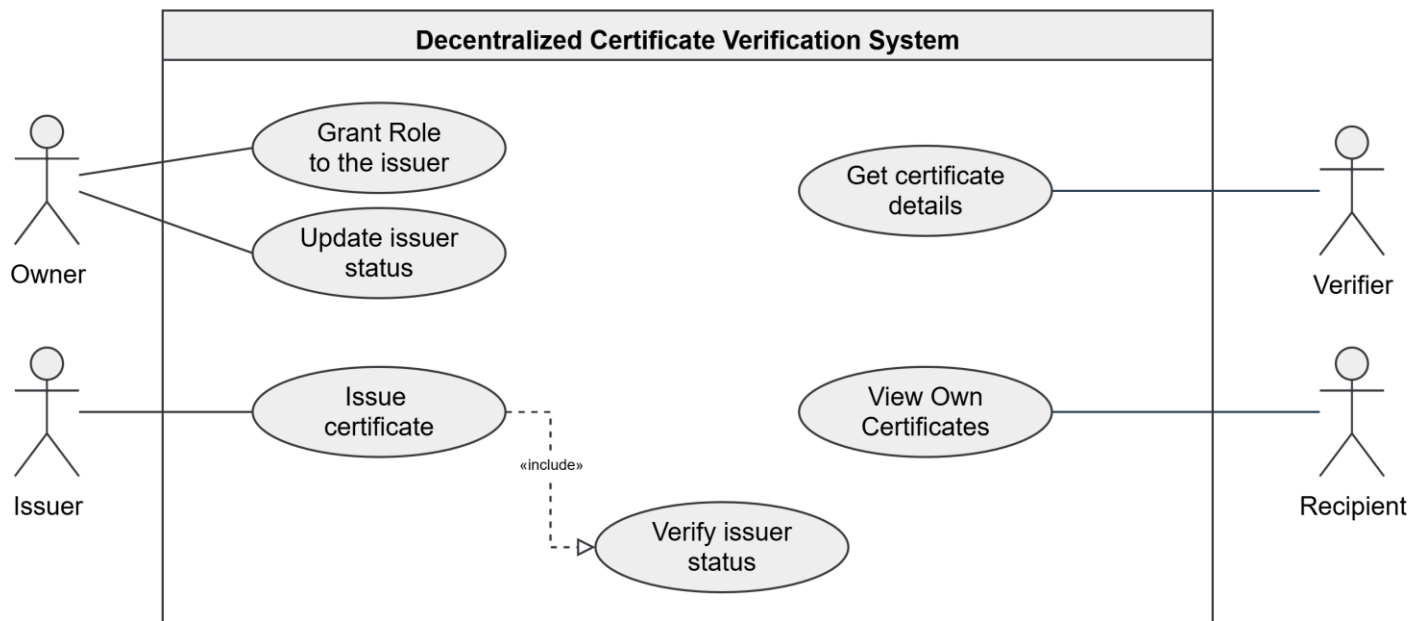 Decentralized Certificate Verification System
Grant Role
to the issuer
Get certificate
details
Update issuer
status
Owner
Verifier
Issue
certificate
View Own
Certificates
«include»
Issuer
Recipient
Verify issuer
status